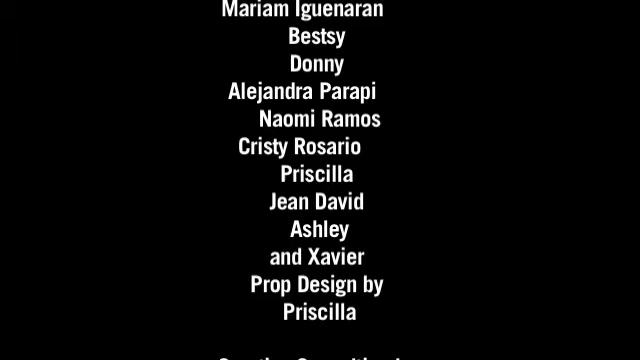 Mariam Iguenaran
Bestsy
Donny
Alejandra Parapi
Naomi Ramos
Cristy Rosario
Priscilla
Jean David
Ashley
and Xavier
Prop Design by
Priscilla